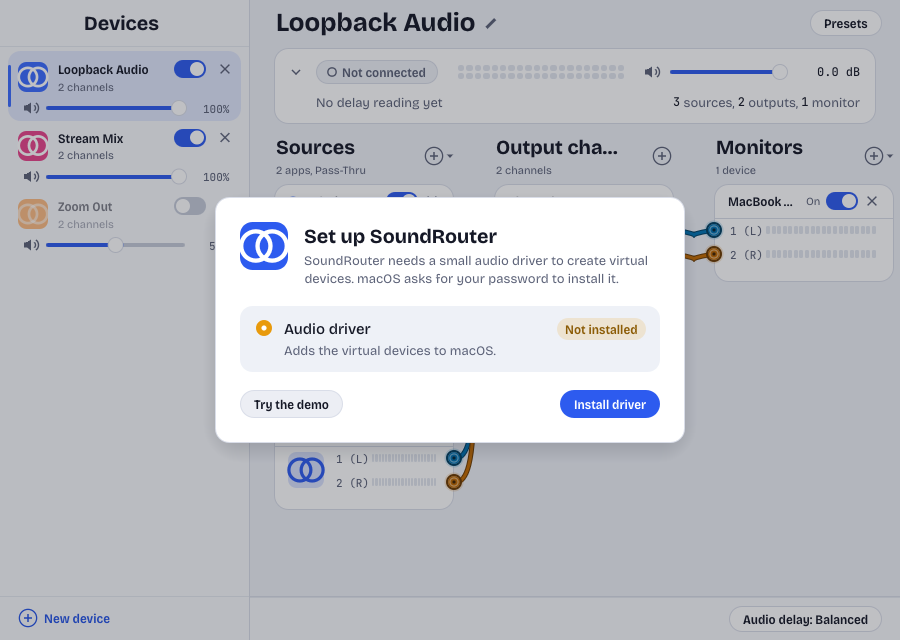 Devices
Loopback Audio
2 channels
100%
Stream Mix
2 channels
100%
Zoom Out
2 channels
New device
Loopback Audio
Presets
Not connected
0.0 dB
No delay reading yet
3 sources, 2 outputs, 1 monitor
Sources
2 apps, Pass-Thru
Output cha...
2 channels
Monitors
1 device
MacBook ...
On
1 (L)
2 (R)
Set up SoundRouter
SoundRouter needs a small audio driver to create virtual
devices. macOS asks for your password to install it.
Audio driver
Not installed
Adds the virtual devices to macOS.
Try the demo
Install driver
1 (L)
2 (R)
Audio delay: Balanced